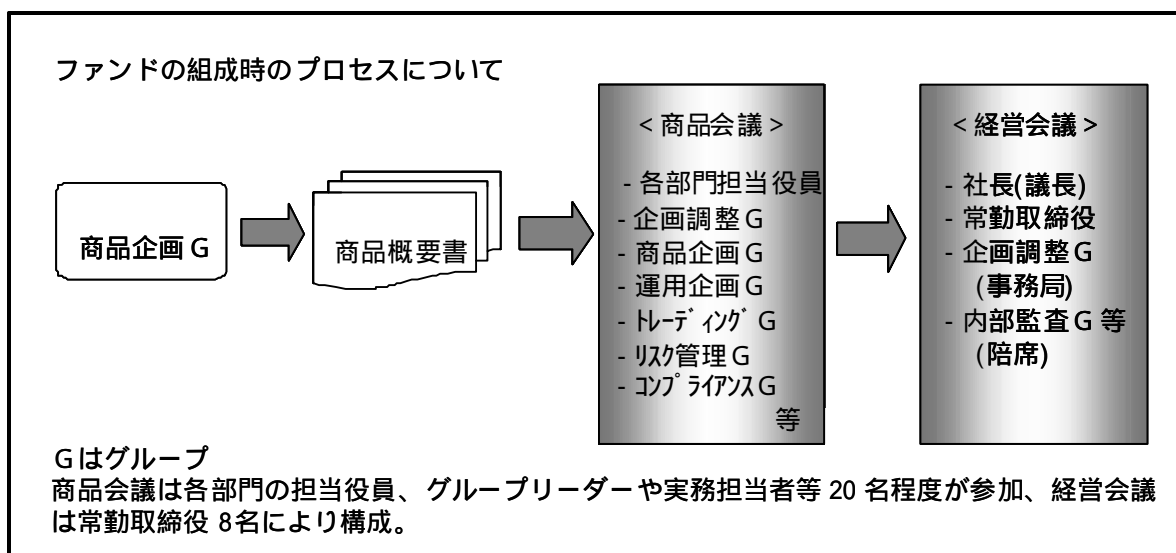 ファンドの組成時のプロセスについて
商品企画G
商品概要書
<商品会議>
- 各部門担当役員
- 企画調整G
- 商品企画G
- 運用企画G
- ﾄﾚｰﾃﾞｨﾝｸﾞG
- ﾘｽｸ管理G
- ｺﾝﾌﾟﾗｲｱﾝｽG
等
<経営会議>
- 社長(議長)
- 常勤取締役
- 企画調整G
(事務局)
- 内部監査G等
(陪席)
Gはグループ
商品会議は各部門の担当役員、グループリーダーや実務担当者等 20 名程度が参加、経営会議
は常勤取締役 8名により構成。